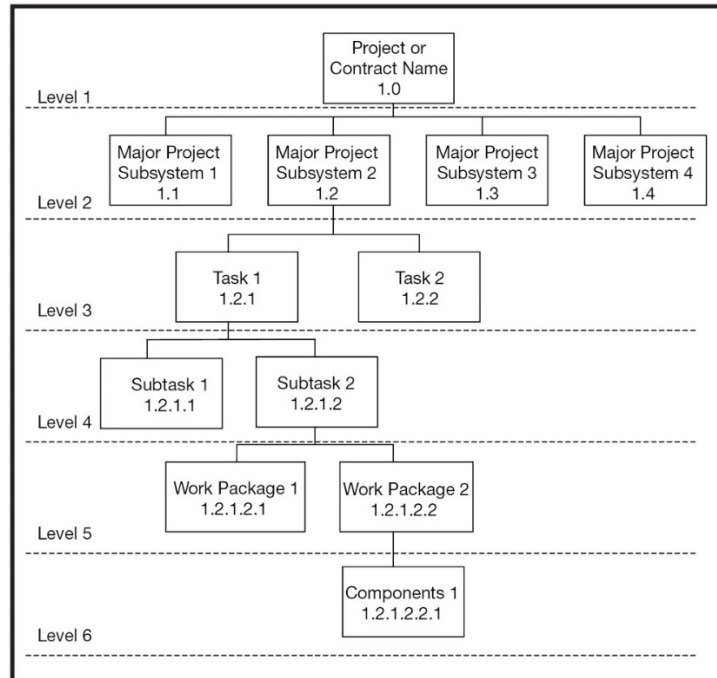 Project or
Contract Name
1.0
Level 1
Major Project
Subsystem 1
1.1
Major Project
Subsystem 2
1.2
Major Project
Subsystem 3
1.3
Major Project
Subsystem 4
1.4
Level 2
Task 1
1.2.1
Task 2
1.2.2
Level 3
Subtask 1
1.2.1.1
Subtask 2
1.2.1.2
Level 4
Work Package 1
1.2.1.2.1
Work Package 2
1.2.1.2.2
Level 5
Components 1
1.2.1.2.2.1
Level 6